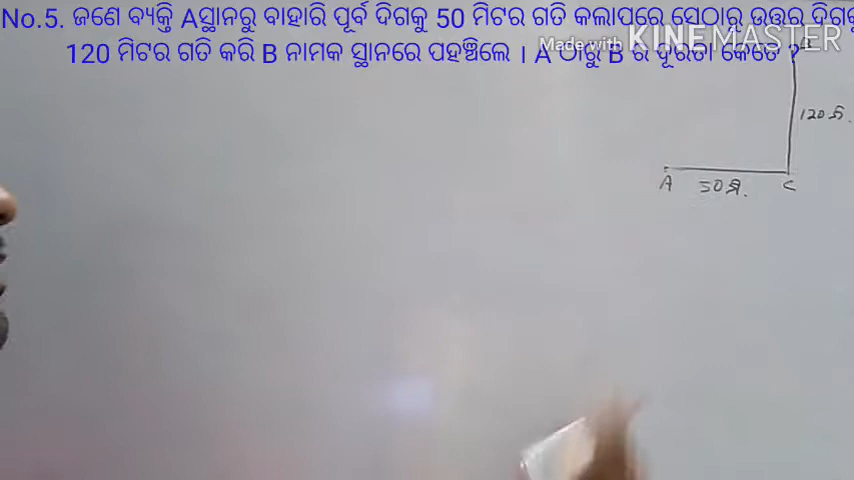 No.5. ଜଣେ ବ୍ୟକ୍ତି Aସ୍ଥାନରୁ ବାହାରି ପୂର୍ବ ଦିଗକୁ 50 ମିଟର ଗତି କଲାପରେ ସେଠାରୁ ଉତ୍ତର ଦିଗକୁ
120 ମିଟର ଗତି କରି B ନାମକ ସ୍ଥାନରେ ପହଞ୍ଚିଲେ । A ଠାରୁ B ର ଦୂରତା କେତେ ?
Made with KINEMASTER
B
120 ମି.
A 50 ମି. C